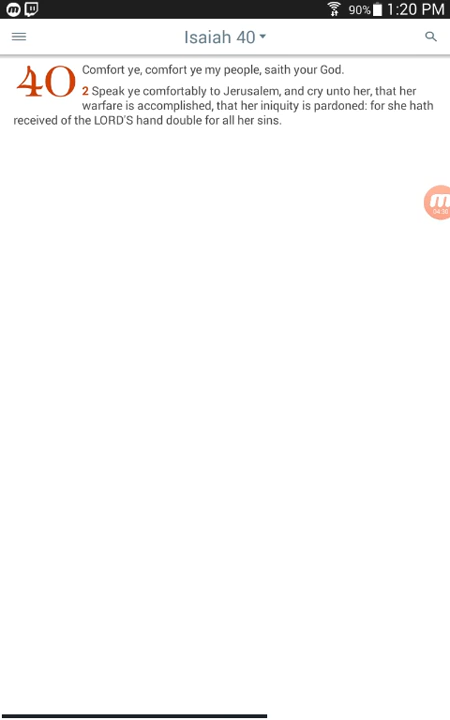 90% 1:20 PM
Isaiah 40
40 Comfort ye, comfort ye my people, saith your God.
2 Speak ye comfortably to Jerusalem, and cry unto her, that her
warfare is accomplished, that her iniquity is pardoned: for she hath
received of the LORD'S hand double for all her sins.
m